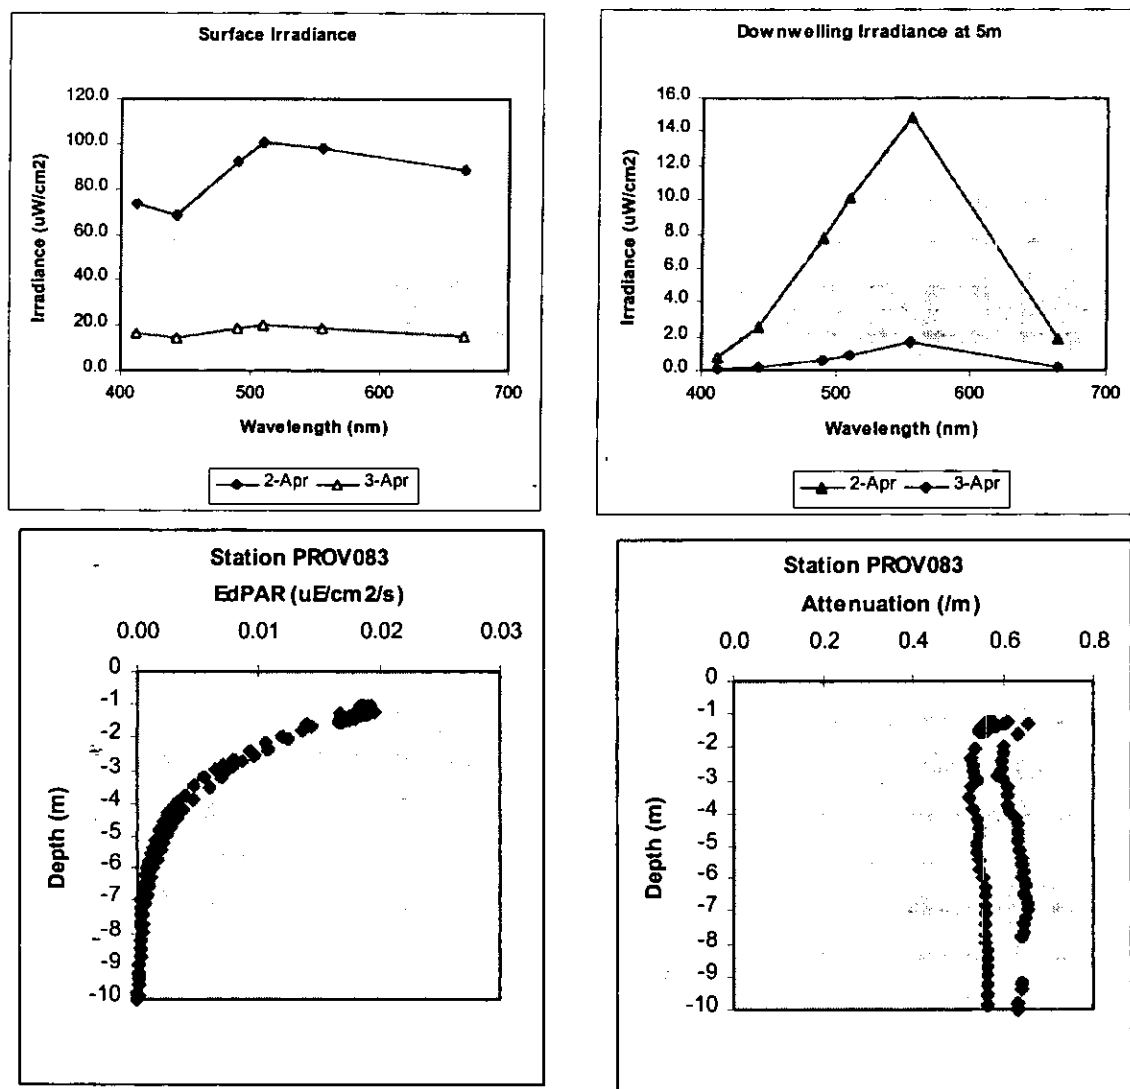 Surface Irradiance
120.0
100.0
80.0
60.0
40.0
20.0
0.0
Irradiance (uW/cm2)
400 500 600 700
Wavelength (nm)
2-Apr 3-Apr
Downwelling Irradiance at 5m
16.0
14.0
12.0
10.0
8.0
6.0
4.0
2.0
0.0
Irradiance (uW/cm2)
400 500 600 700
Wavelength (nm)
2-Apr 3-Apr
Station PROV083
EdPAR (uE/cm2/s)
0.00 0.01 0.02 0.03
0
-1
-2
-3
-4
-5
-6
-7
-8
-9
-10
Depth (m)
Station PROV083
Attenuation (/m)
0.0 0.2 0.4 0.6 0.8
0
-1
-2
-3
-4
-5
-6
-7
-8
-9
-10
Depth (m)